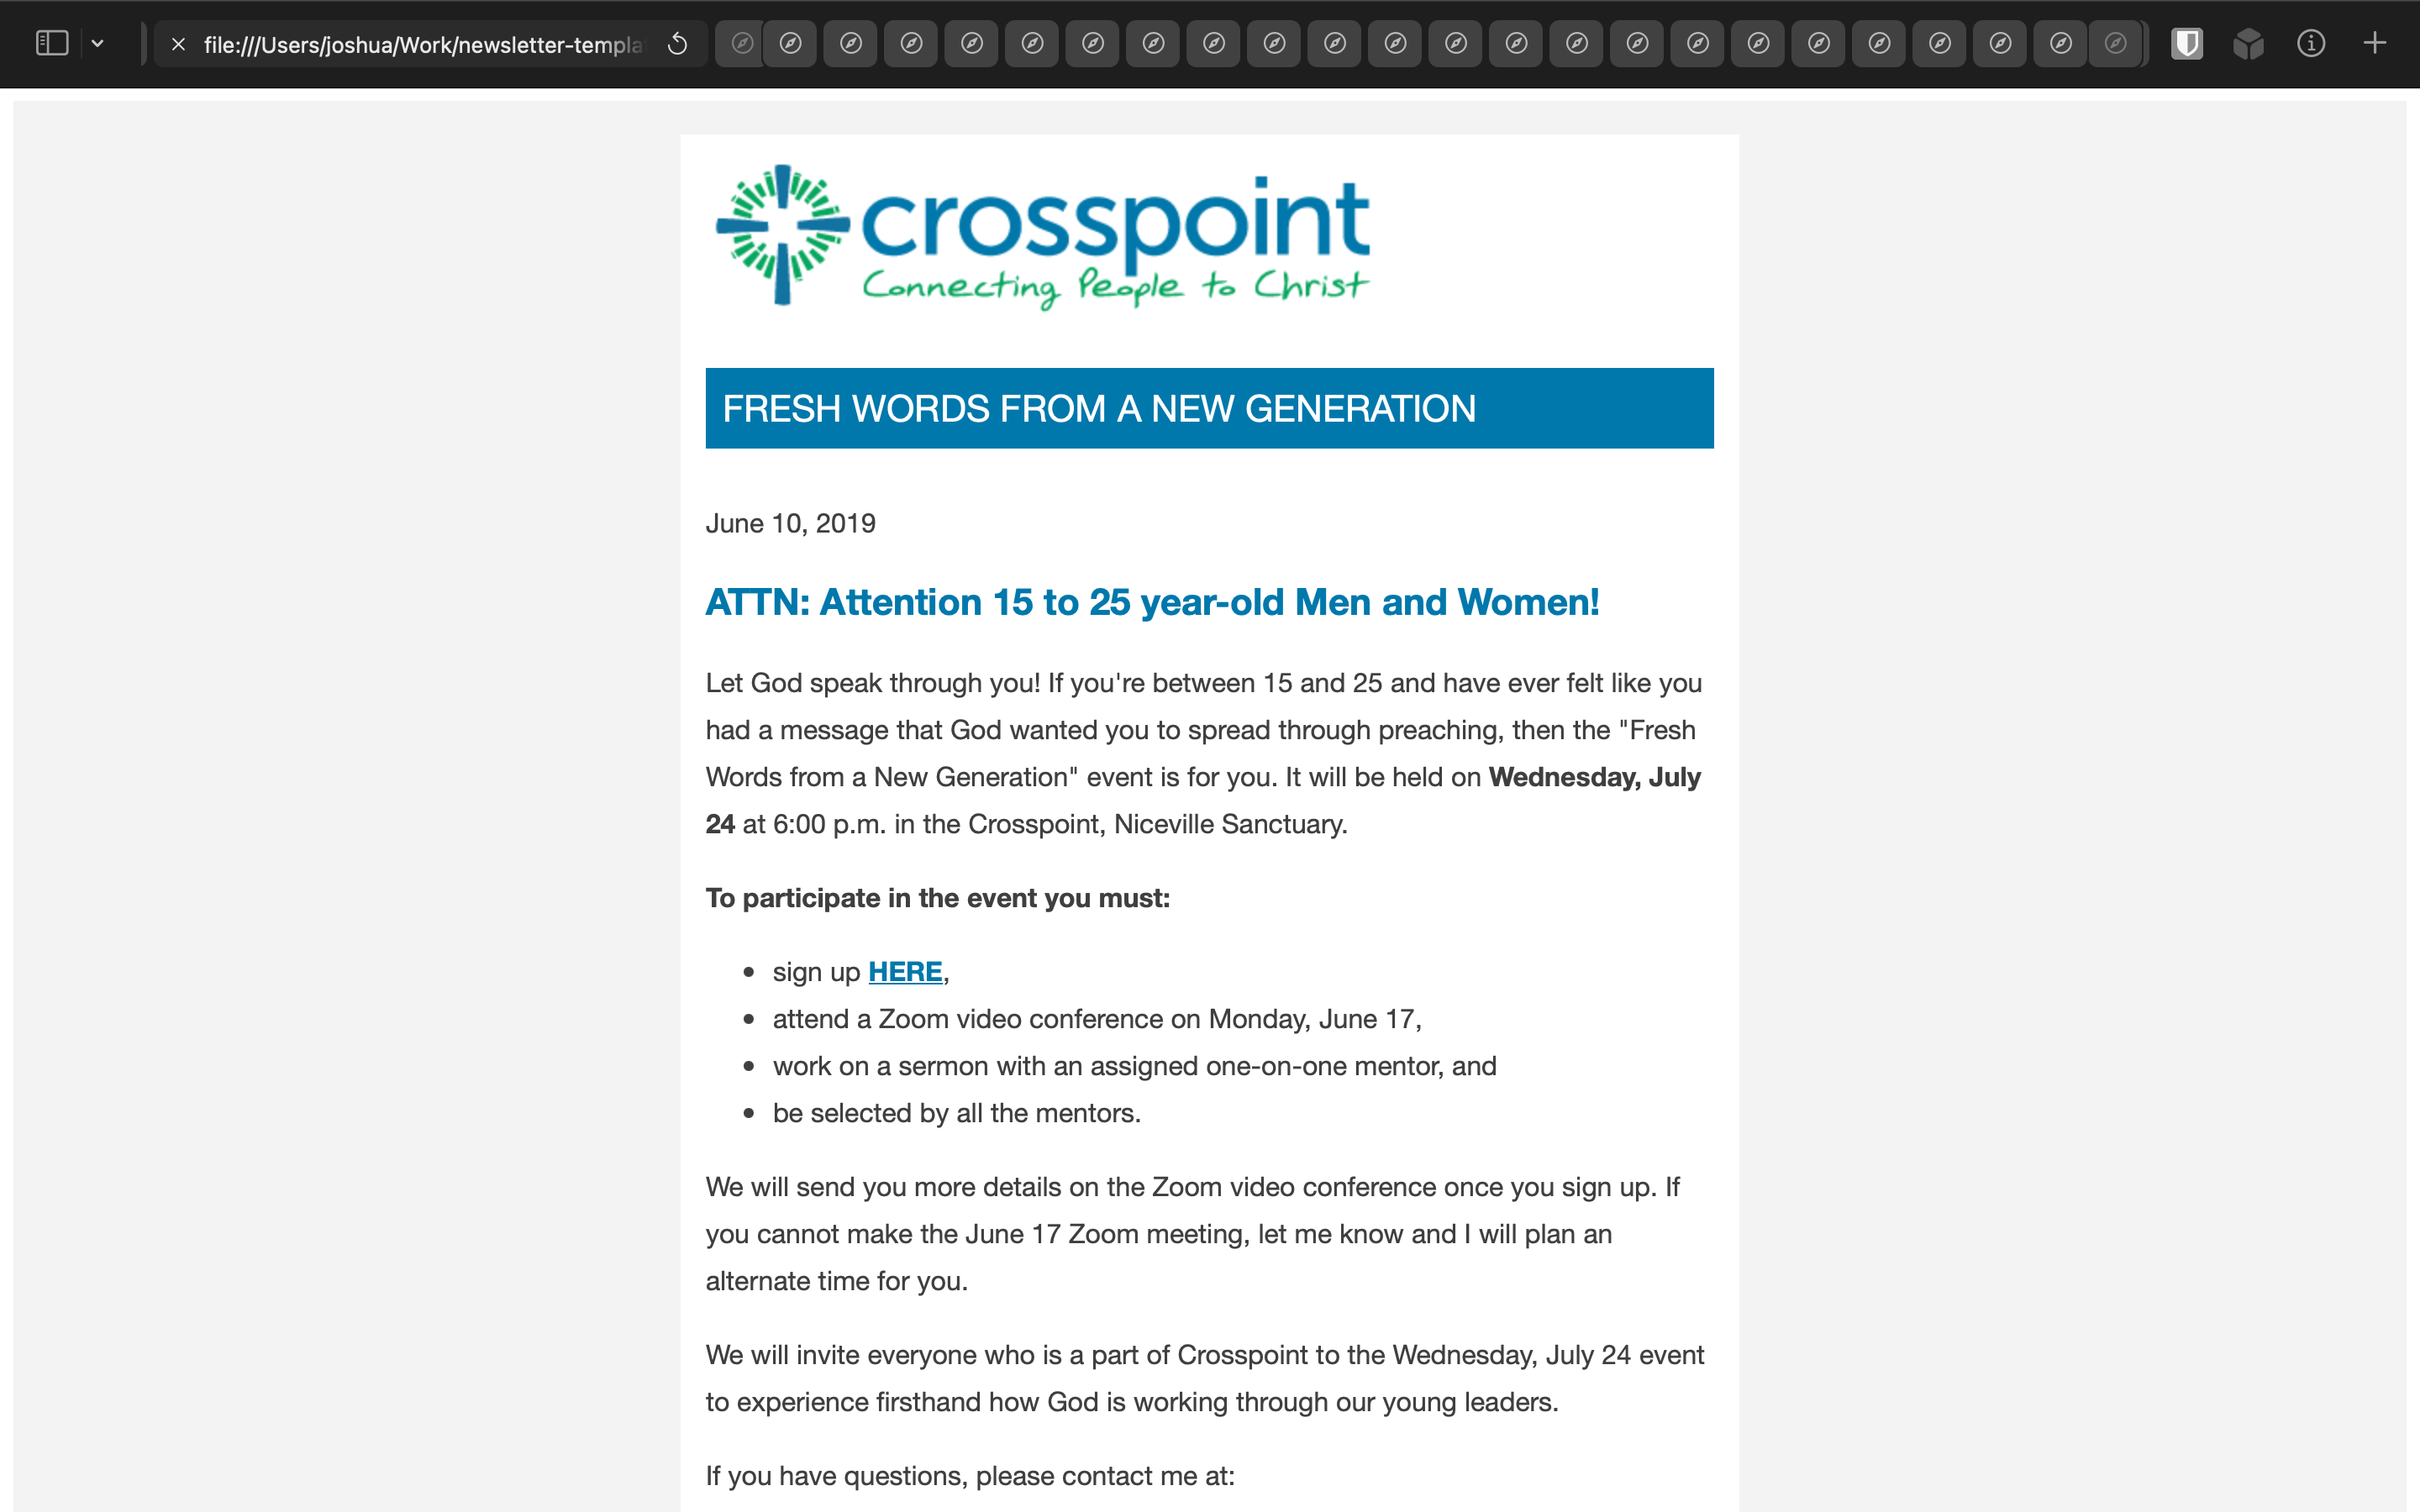 file:///Users/joshua/Work/newsletter-templa
crosspoint
Connecting People to Christ
FRESH WORDS FROM A NEW GENERATION
June 10, 2019
ATTN: Attention 15 to 25 year-old Men and Women!
Let God speak through you! If you're between 15 and 25 and have ever felt like you
had a message that God wanted you to spread through preaching, then the "Fresh
Words from a New Generation" event is for you. It will be held on Wednesday, July
24 at 6:00 p.m. in the Crosspoint, Niceville Sanctuary.
To participate in the event you must:
• sign up HERE,
• attend a Zoom video conference on Monday, June 17,
• work on a sermon with an assigned one-on-one mentor, and
• be selected by all the mentors.
We will send you more details on the Zoom video conference once you sign up. If
you cannot make the June 17 Zoom meeting, let me know and I will plan an
alternate time for you.
We will invite everyone who is a part of Crosspoint to the Wednesday, July 24 event
to experience firsthand how God is working through our young leaders.
If you have questions, please contact me at: